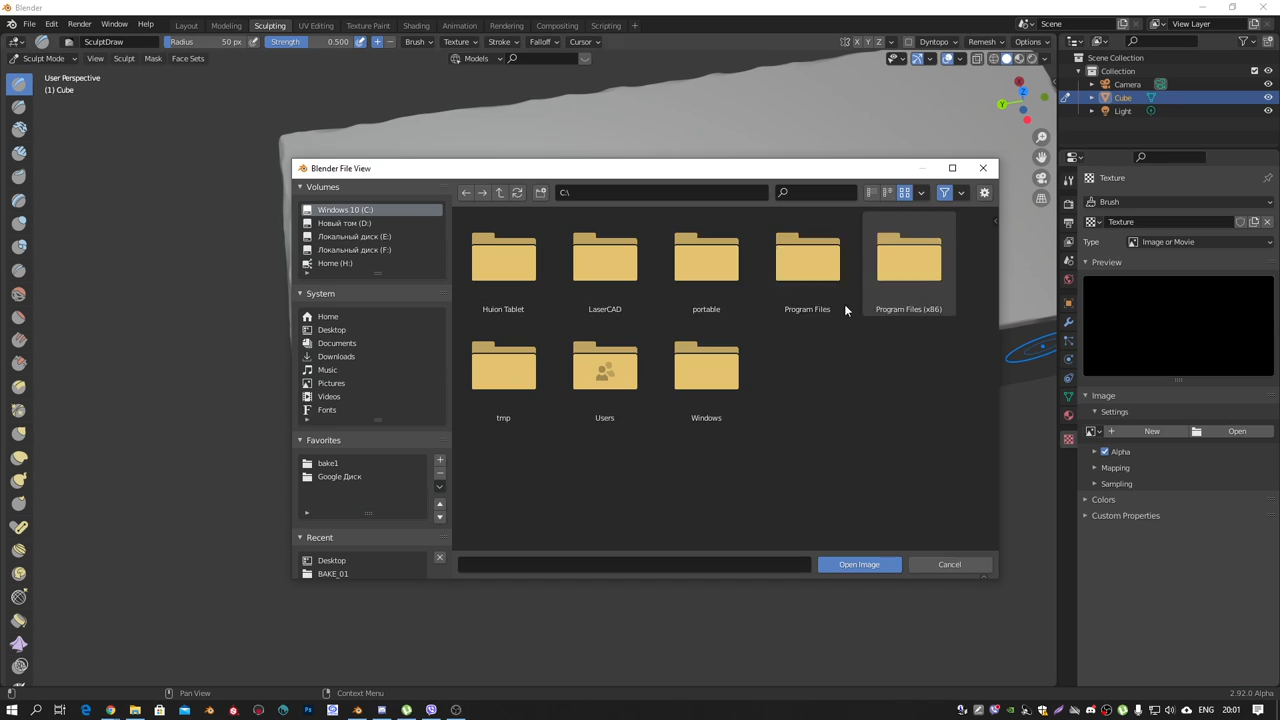 Blender
File Edit Render Window Help Layout Modeling Sculpting UV Editing Texture Paint Shading Animation Rendering Compositing Scripting + Scene View Layer
SculptDraw Radius 50 px Strength 0.500 Brush Texture Stroke Falloff Cursor X Y Z Dyntopo Remesh Options
Sculpt Mode View Sculpt Mask Face Sets Models
User Perspective
(1) Cube
Scene Collection
Collection
Camera
Cube
Light
Z
Y
Blender File View
Volumes
Windows 10 (C:)
Новый том (D:)
Локальный диск (E:)
Локальный диск (F:)
Home (H:)
System
Home
Desktop
Documents
Downloads
Music
Pictures
Videos
Fonts
Favorites
bake1
Google Диск
Recent
Desktop
BAKE_01
C:\
Huion Tablet LaserCAD portable Program Files Program Files (x86)
tmp Users Windows
Open Image Cancel
Texture
Brush
Texture
Type Image or Movie
Preview
Image
Settings
New Open
Alpha
Mapping
Sampling
Colors
Custom Properties
Pan View Context Menu 2.92.0 Alpha
ENG 20:01